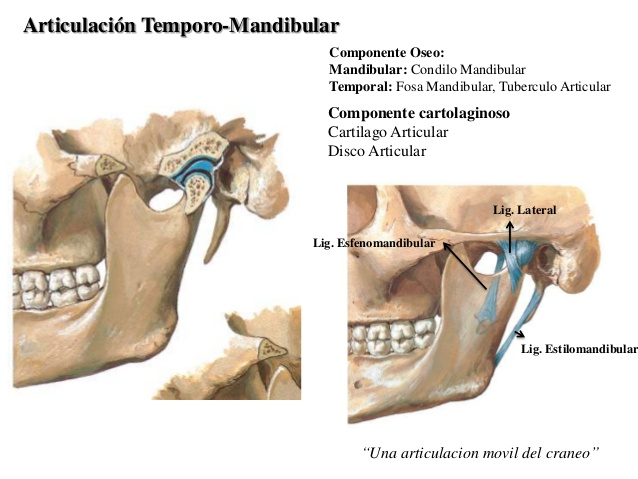 Articulación Temporo-Mandibular
Componente Oseo:
Mandibular: Condilo Mandibular
Temporal: Fosa Mandibular, Tuberculo Articular
Componente cartolaginoso
Cartilago Articular
Disco Articular
Lig. Lateral
Lig. Esfenomandibular
Lig. Estilomandibular
“Una articulacion movil del craneo”